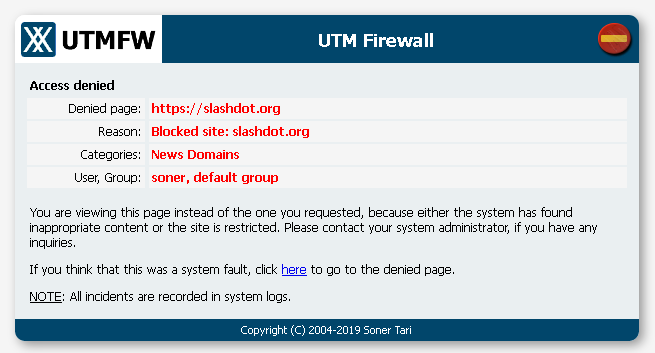 UTMFW
UTM Firewall
Access denied
Denied page: https://slashdot.org
Reason: Blocked site: slashdot.org
Categories: News Domains
User, Group: soner, default group
You are viewing this page instead of the one you requested, because either the system has found
inappropriate content or the site is restricted. Please contact your system administrator, if you have any
inquiries.
If you think that this was a system fault, click here to go to the denied page.
NOTE: All incidents are recorded in system logs.
Copyright (C) 2004-2019 Soner Tari